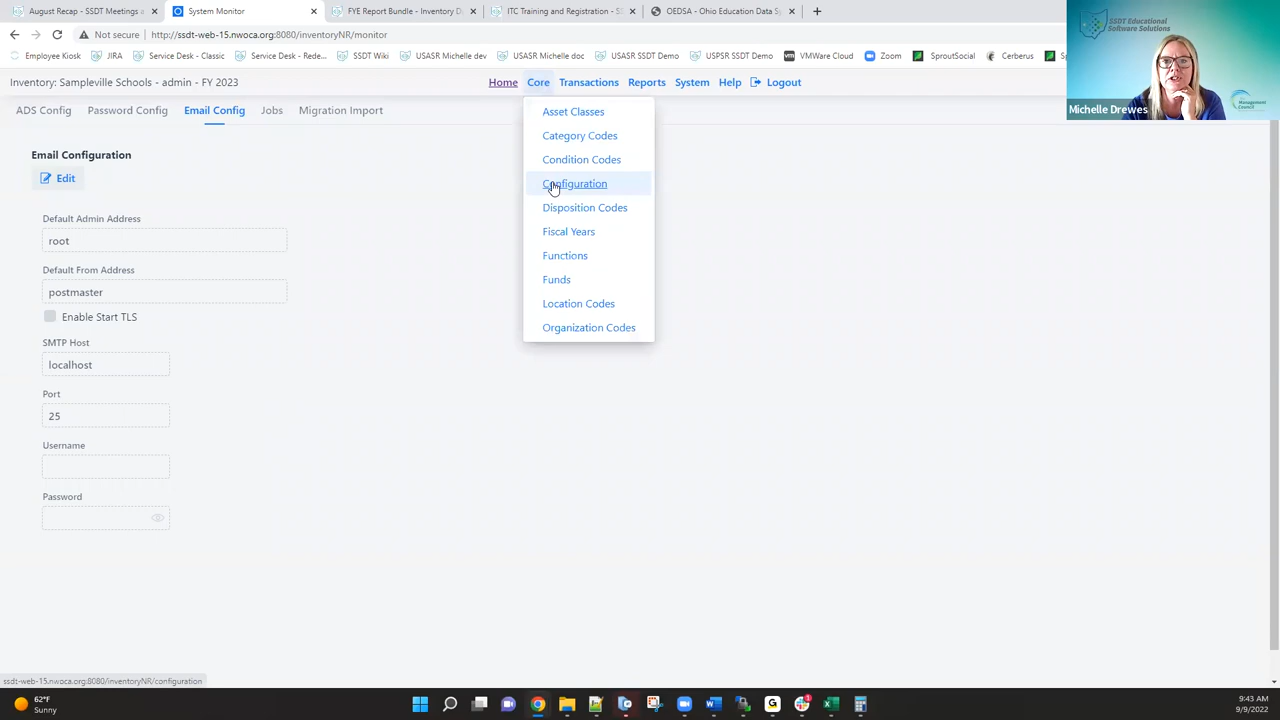 August Recap - SSDT Meetings a
System Monitor
FYE Report Bundle - Inventory D
ITC Training and Registration - SS
OEDSA - Ohio Education Data S
Not secure
http://ssdt-web-15.nwoca.org:8080/inventoryNR/monitor
Employee Kiosk
JIRA
Service Desk - Classic
Service Desk - Rede...
SSDT Wiki
USASR Michelle dev
USASR Michelle doc
USASR SSDT Demo
USPSR SSDT Demo
VMWare Cloud
Zoom
SproutSocial
Cerberus
SSDT Educational
Software Solutions
Management
Council
Michelle Drewes
Inventory: Sampleville Schools - admin - FY 2023
Home
Core
Transactions
Reports
System
Help
Logout
ADS Config
Password Config
Email Config
Jobs
Migration Import
Asset Classes
Category Codes
Condition Codes
Configuration
Disposition Codes
Fiscal Years
Functions
Funds
Location Codes
Organization Codes
Email Configuration
Edit
Default Admin Address
root
Default From Address
postmaster
Enable Start TLS
SMTP Host
localhost
Port
25
Username
Password
ssdt-web-15.nwoca.org:8080/inventoryNR/configuration
62°F
Sunny
9:43 AM
9/9/2022